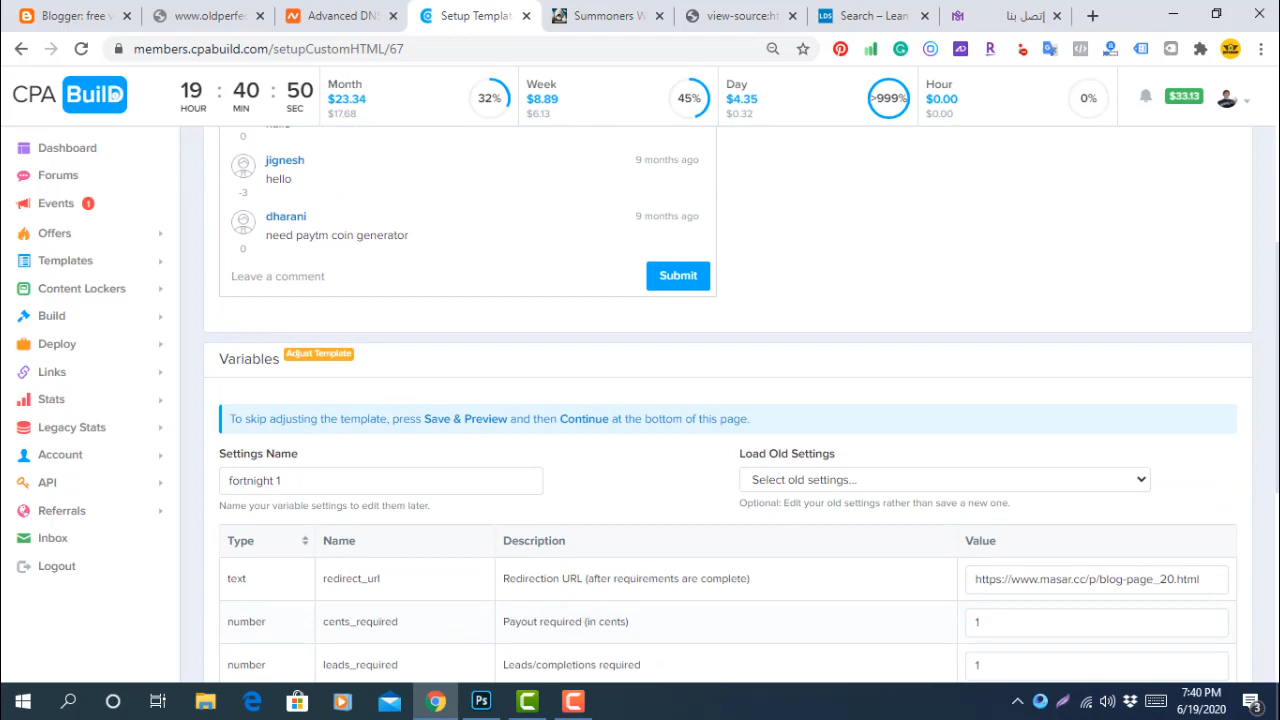 Blogger: free
www.oldperfec
Advanced DNS
Setup Templat
Summoners W
view-source:ht
LDS
Search – Lean
إتصل بنا
members.cpabuild.com/setupCustomHTML/67
CPA BuilD
19 : 40 : 50
HOUR MIN SEC
Month
$23.34
$17.68
32%
Week
$8.89
$6.13
45%
Day
$4.35
$0.32
>999%
Hour
$0.00
$0.00
0%
$33.13
Dashboard
Forums
Events 1
Offers
Templates
Content Lockers
Build
Deploy
Links
Stats
Legacy Stats
Account
API
Referrals
Inbox
Logout
0
jignesh 9 months ago
hello
-3
dharani 9 months ago
need paytm coin generator
0
Leave a comment
Submit
Variables Adjust Template
To skip adjusting the template, press Save & Preview and then Continue at the bottom of this page.
Settings Name
fortnight 1
Name your variable settings to edit them later.
Load Old Settings
Select old settings...
Optional: Edit your old settings rather than save a new one.
Type Name Description Value
text redirect_url Redirection URL (after requirements are complete) https://www.masar.cc/p/blog-page_20.html
number cents_required Payout required (in cents) 1
number leads_required Leads/completions required 1
Ps
7:40 PM
6/19/2020
3